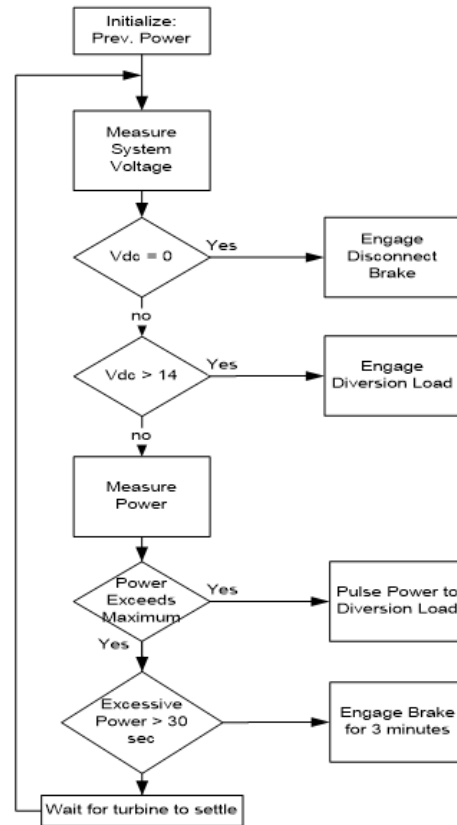 Initialize:
Prev. Power
Measure
System
Voltage
Vdc = 0
Yes
Engage
Disconnect
Brake
no
Vdc > 14
Yes
Engage
Diversion Load
no
Measure
Power
Power
Exceeds
Maximum
Yes
Pulse Power to
Diversion Load
Yes
Excessive
Power > 30
sec
Engage Brake
for 3 minutes
Wait for turbine to settle